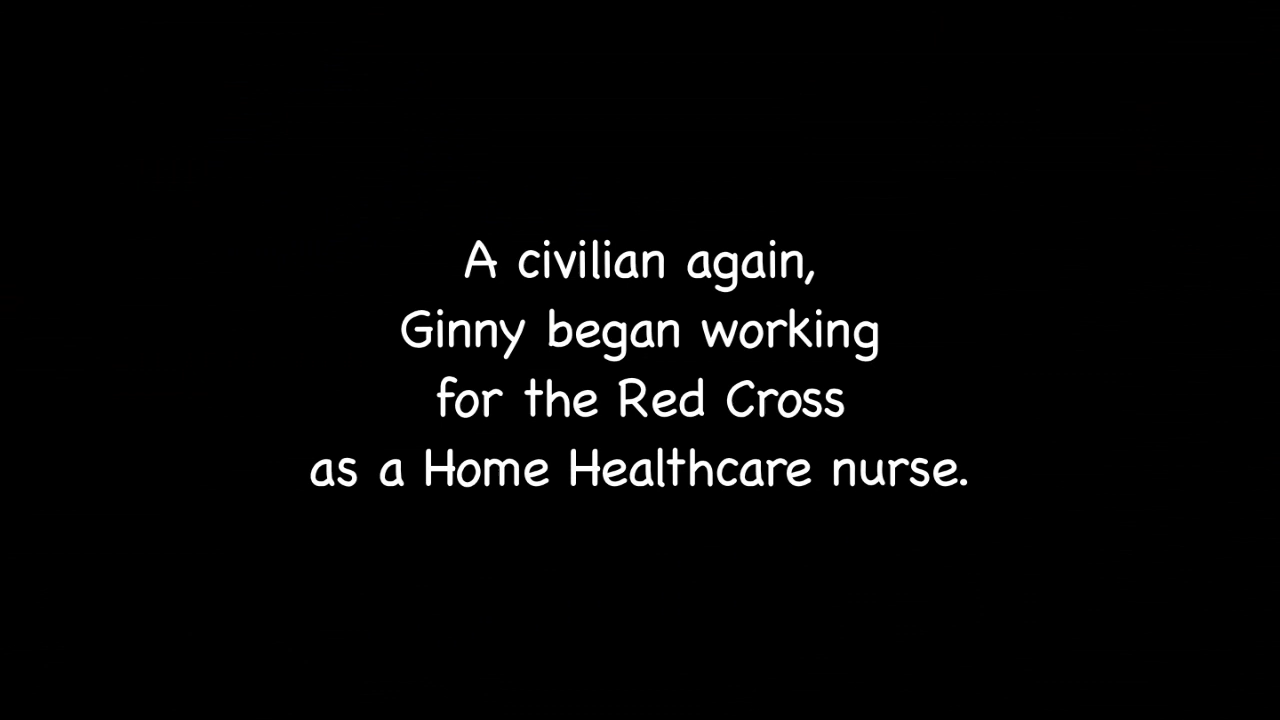 A civilian again,
Ginny began working
for the Red Cross
as a Home Healthcare nurse.